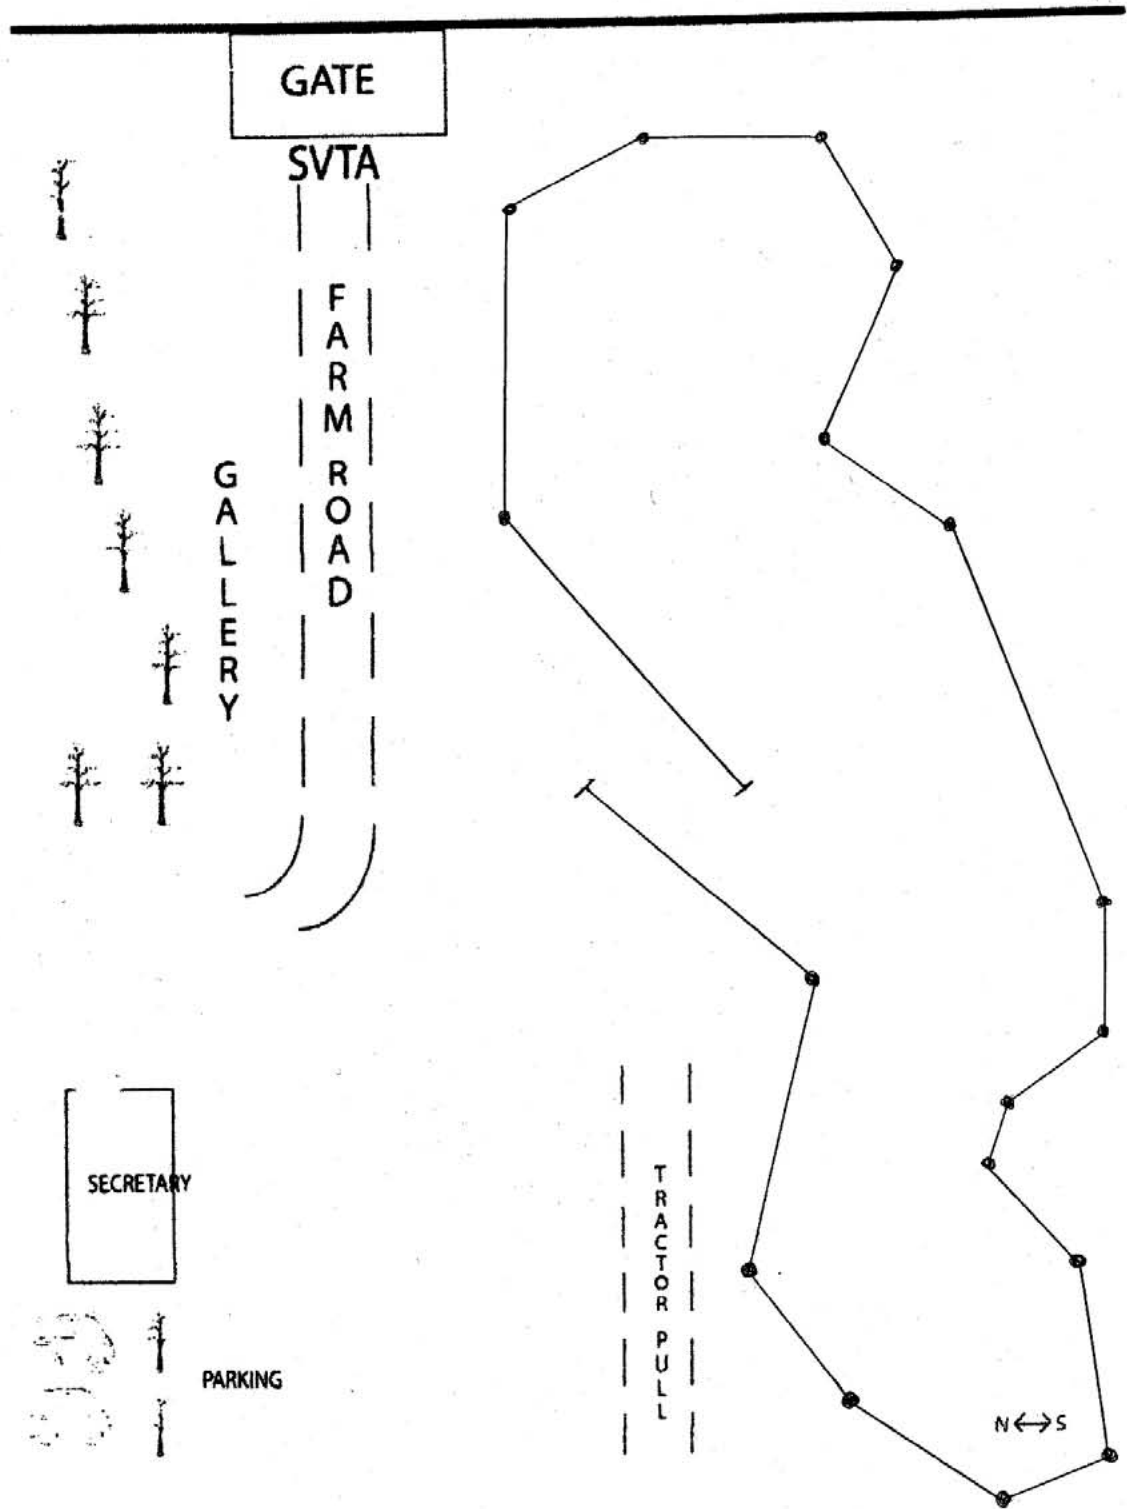 GATE
SVTA
FARM ROAD
GALLERY
SECRETARY
TRACTOR PULL
PARKING
N ↔ S